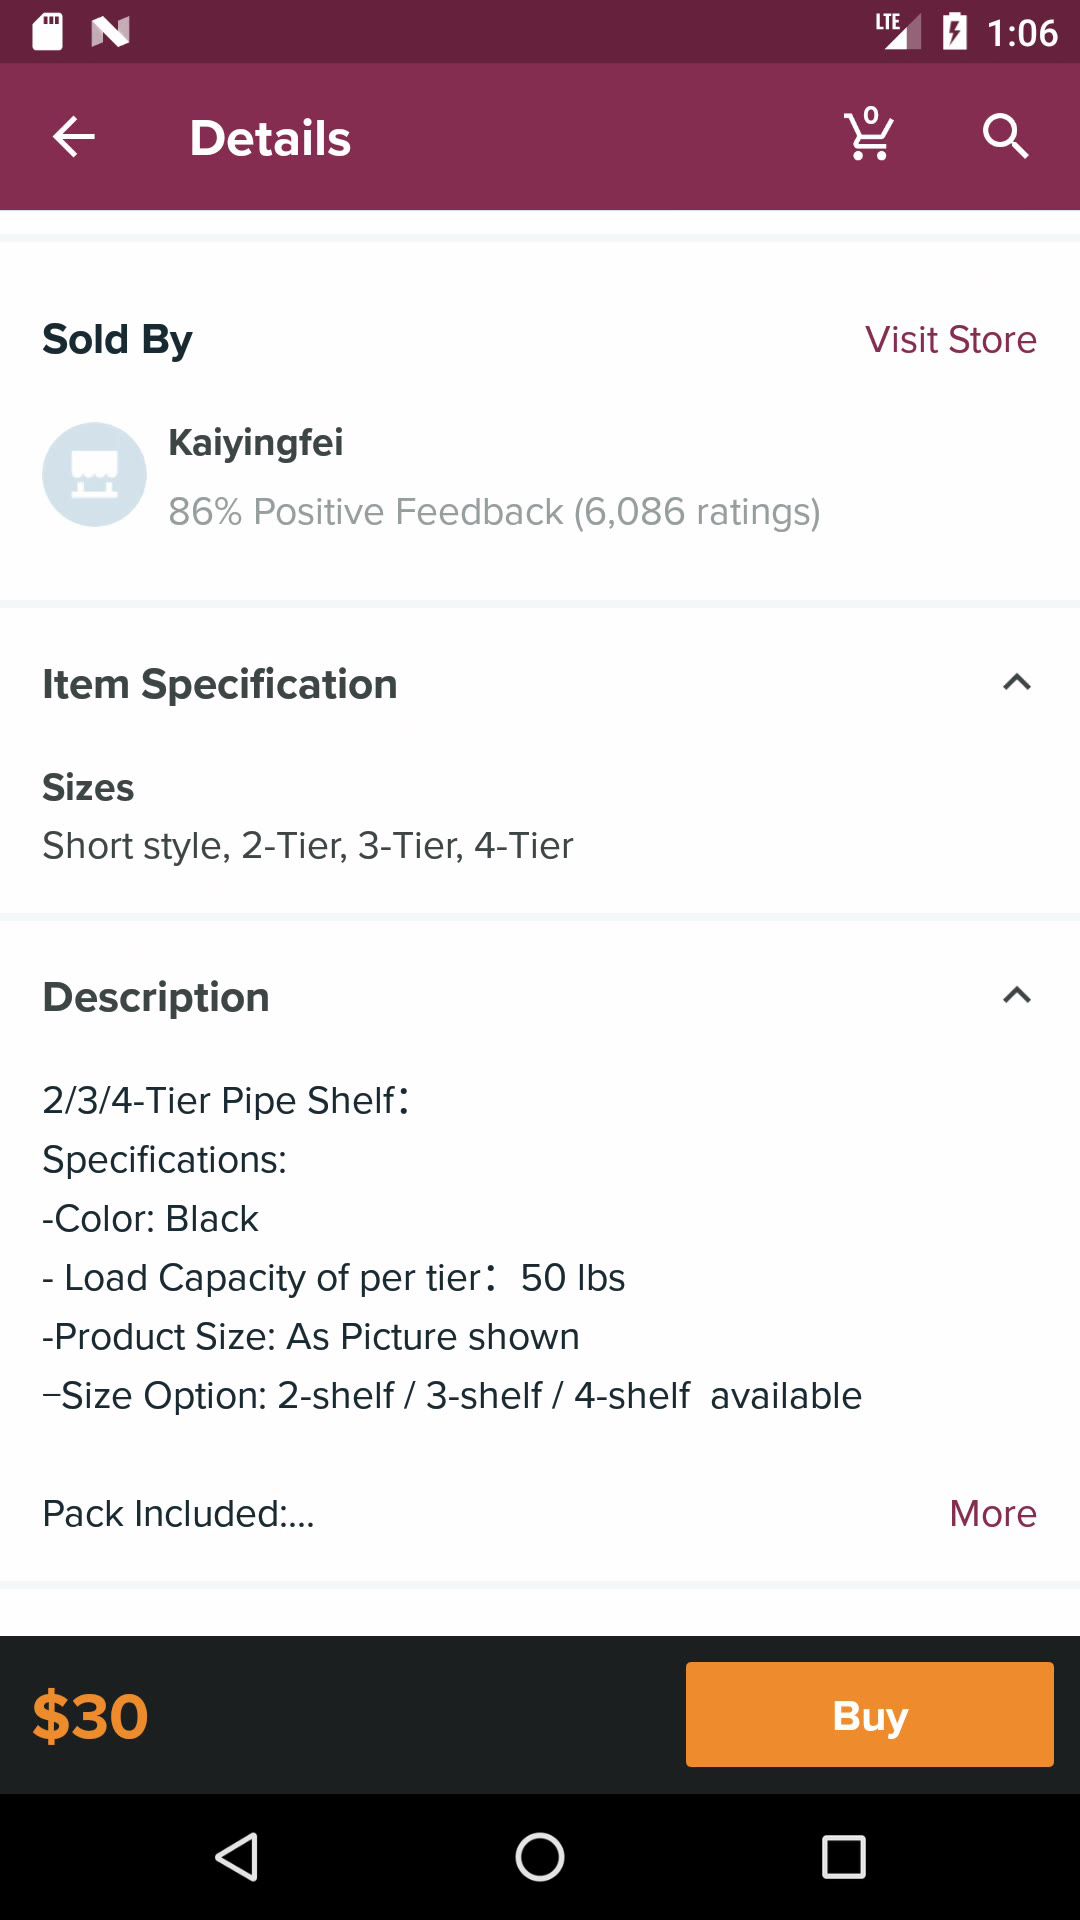 LTE 1:06
Details 0
Sold By Visit Store
Kaiyingfei
86% Positive Feedback (6,086 ratings)
Item Specification
Sizes
Short style, 2-Tier, 3-Tier, 4-Tier
Description
2/3/4-Tier Pipe Shelf：
Specifications:
-Color: Black
- Load Capacity of per tier：50 lbs
-Product Size: As Picture shown
–Size Option: 2-shelf / 3-shelf / 4-shelf  available
Pack Included:... More
$30 Buy